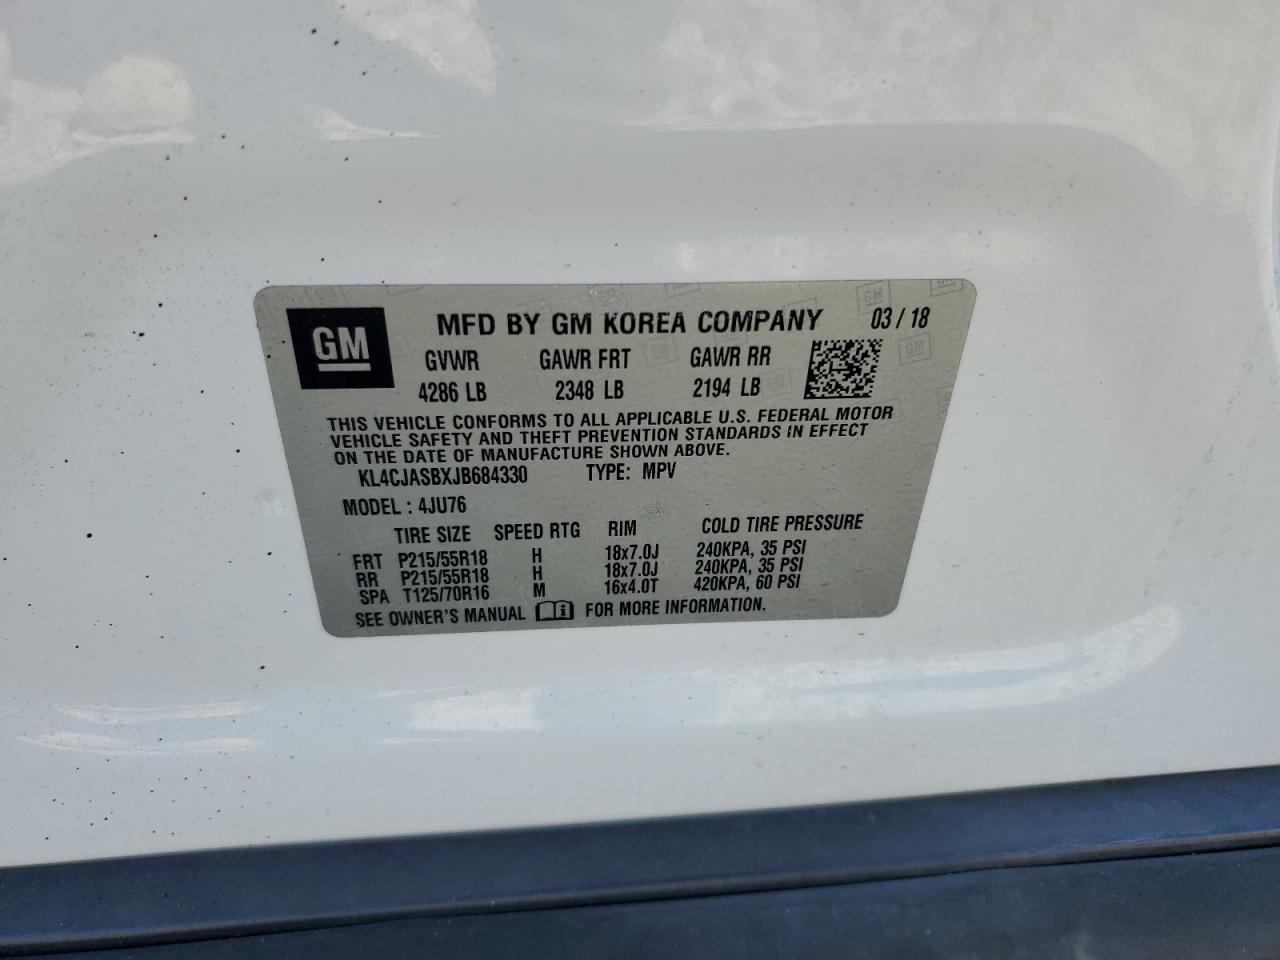 GM MFD BY GM KOREA COMPANY 03 / 18
GVWR GAWR FRT GAWR RR
4286 LB 2348 LB 2194 LB
THIS VEHICLE CONFORMS TO ALL APPLICABLE U.S. FEDERAL MOTOR
VEHICLE SAFETY AND THEFT PREVENTION STANDARDS IN EFFECT
ON THE DATE OF MANUFACTURE SHOWN ABOVE.
KL4CJASBXJB684330 TYPE: MPV
MODEL : 4JU76
TIRE SIZE SPEED RTG RIM COLD TIRE PRESSURE
FRT P215/55R18 H 18x7.0J 240KPA, 35 PSI
RR P215/55R18 H 18x7.0J 240KPA, 35 PSI
SPA T125/70R16 M 16x4.0T 420KPA, 60 PSI
SEE OWNER'S MANUAL i FOR MORE INFORMATION.